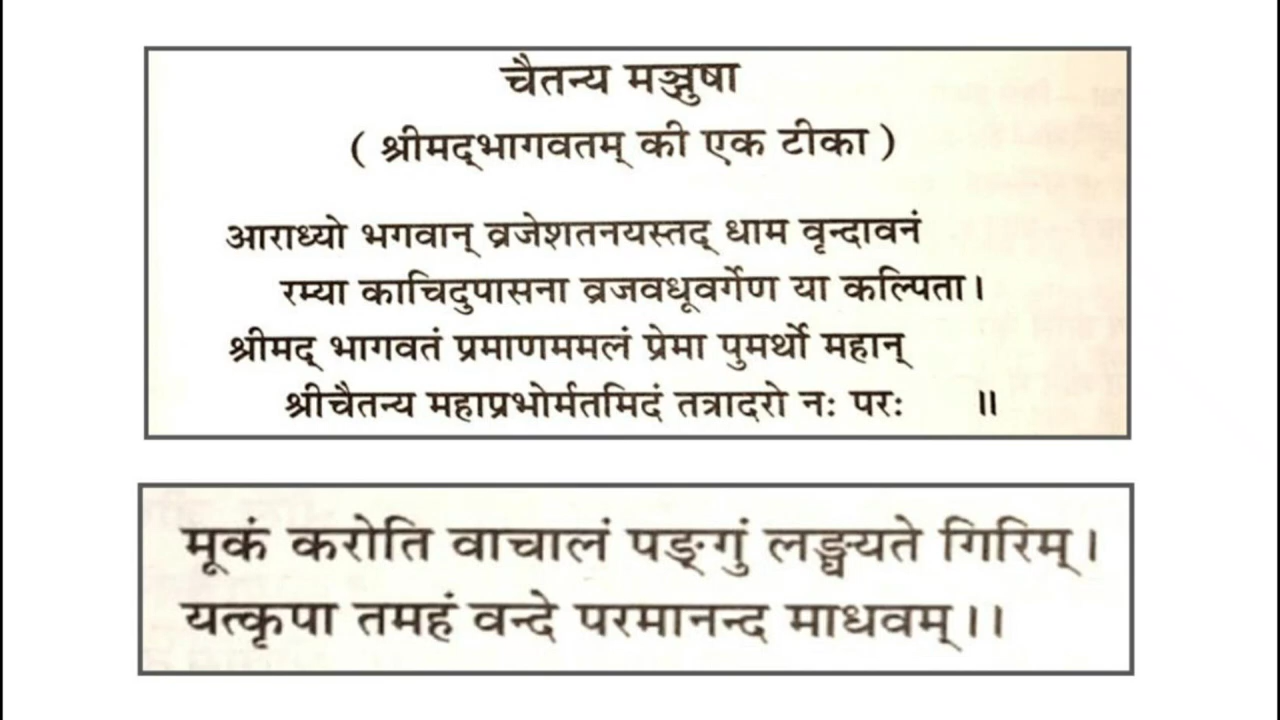 चैतन्य मञ्जुषा
( श्रीमद्‌भागवतम् की एक टीका )
आराध्यो भगवान् व्रजेशतनयस्तद् धाम वृन्दावनं
रम्या काचिदुपासना व्रजवधूवर्गेण या कल्पिता।
श्रीमद् भागवतं प्रमाणममलं प्रेमा पुमर्थो महान्
श्रीचैतन्य महाप्रभोर्मतमिदं तत्रादरो नः परः ॥
मूकं करोति वाचालं पङ्गुं लङ्घयते गिरिम्।
यत्कृपा तमहं वन्दे परमानन्द माधवम्।।